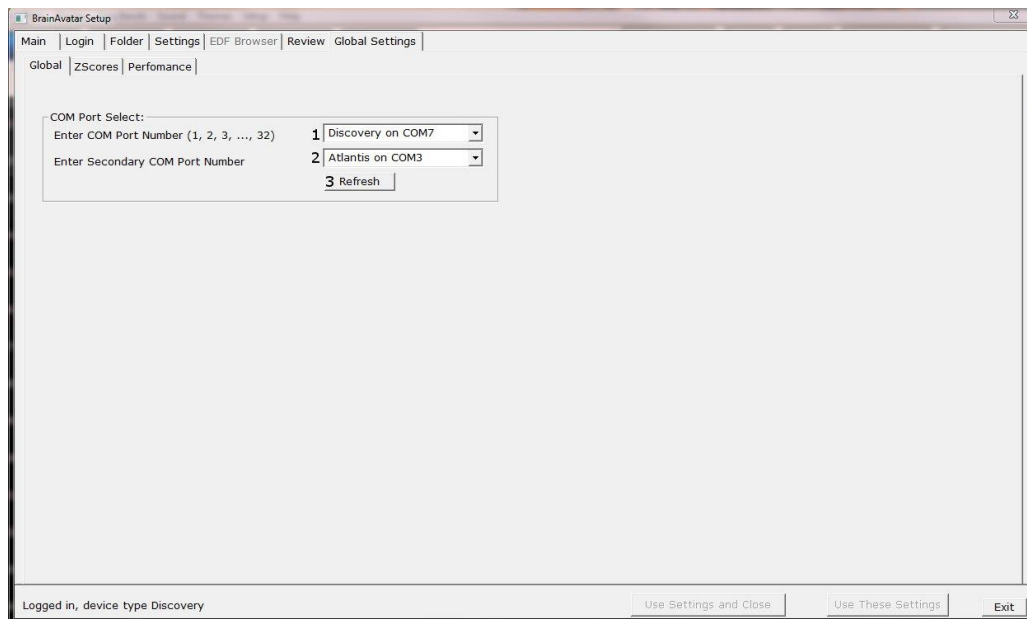 BrainAvatar Setup
Main Login Folder Settings EDF Browser Review Global Settings
Global ZScores Perfomance
COM Port Select:
Enter COM Port Number (1, 2, 3, ..., 32) 1 Discovery on COM7
Enter Secondary COM Port Number 2 Atlantis on COM3
3 Refresh
Logged in, device type Discovery Use Settings and Close Use These Settings Exit